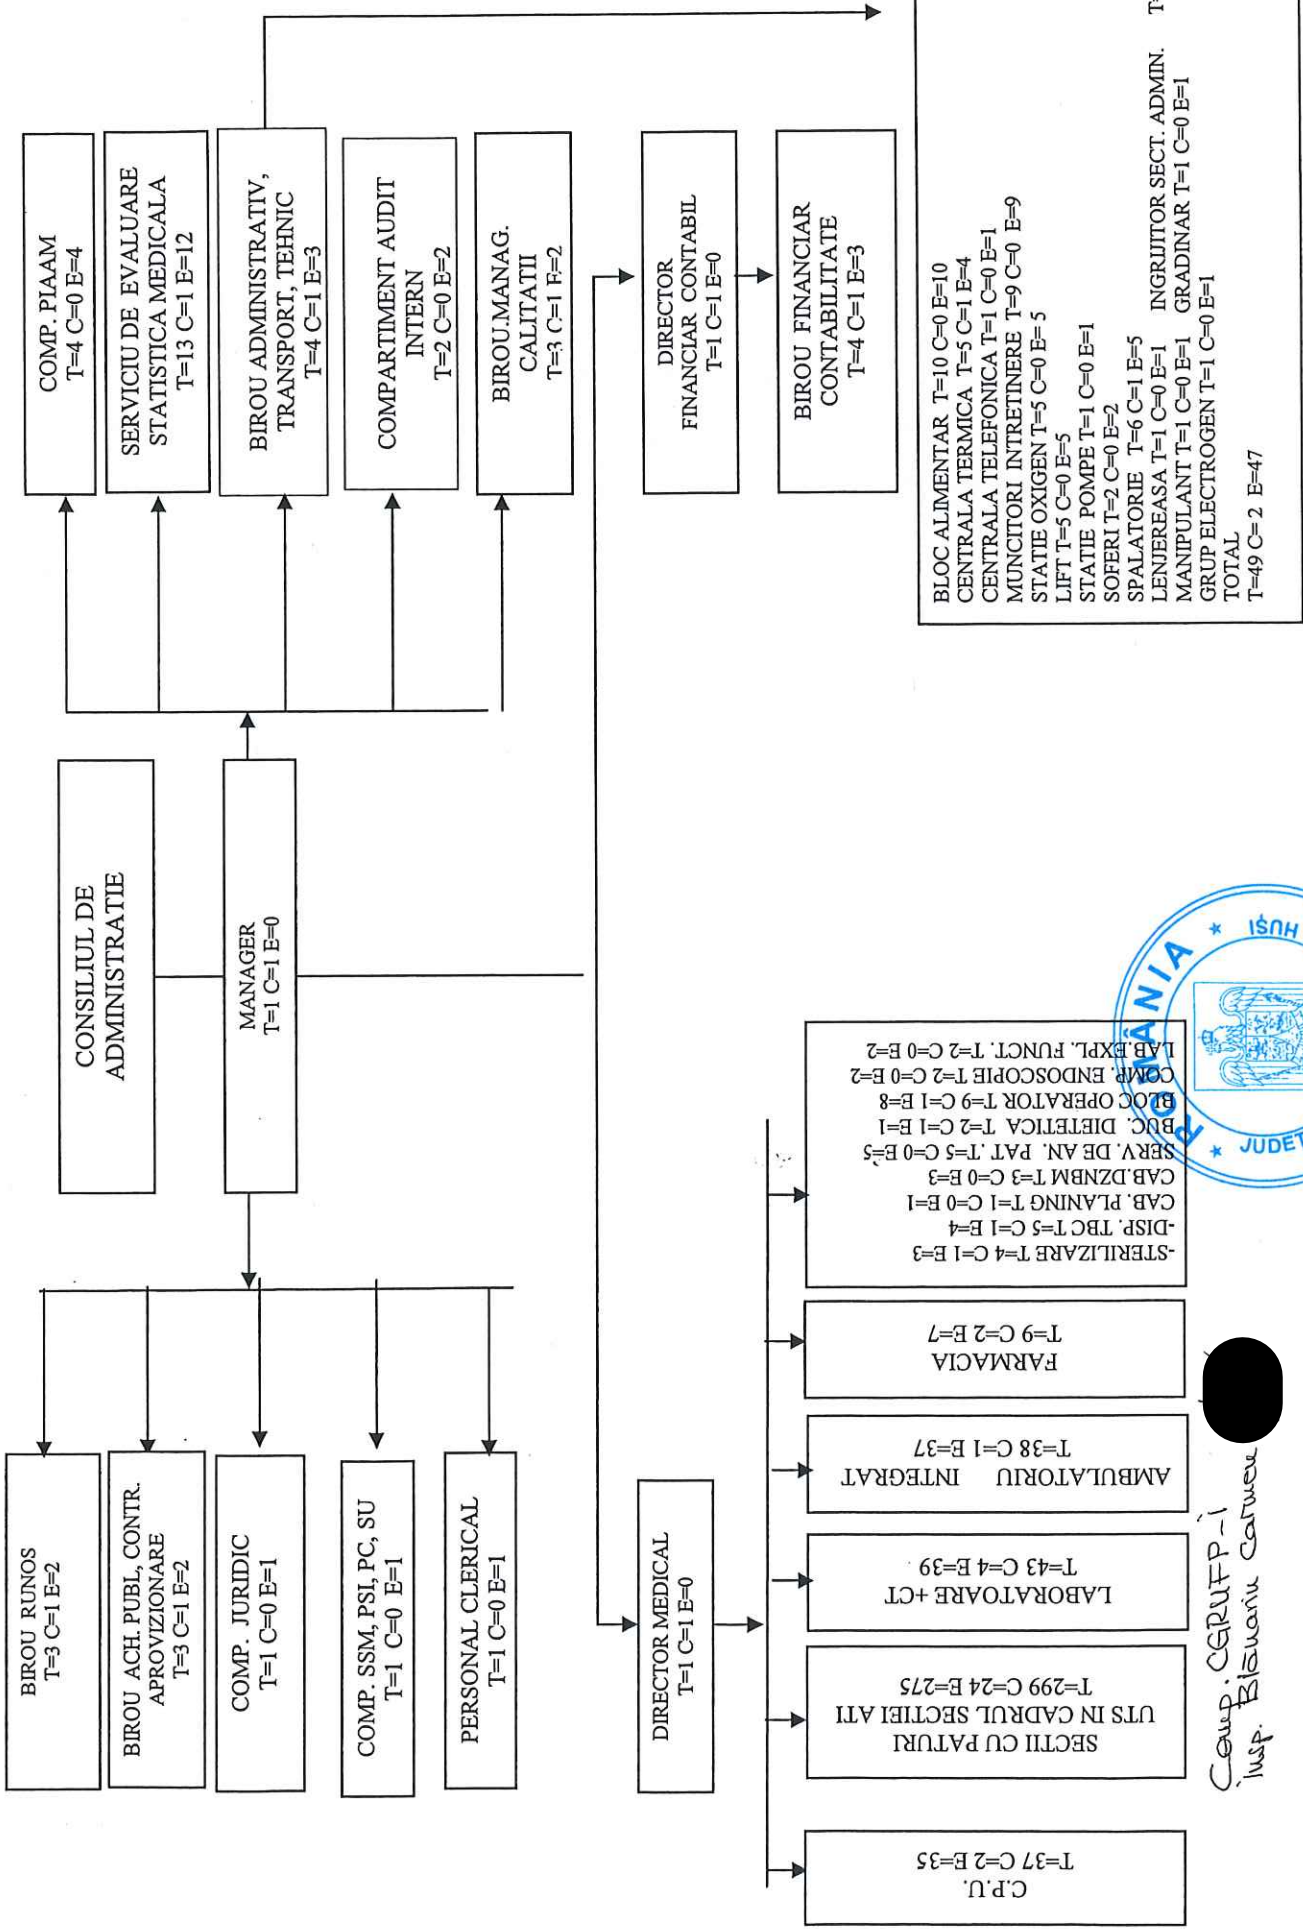 CONSILIUL DE
ADMINISTRATIE
MANAGER
T=1 C=1 E=0
BIROU RUNOS
T=3 C=1 E=2
BIROU ACH. PUBL, CONTR.
APROVIZIONARE
T=3 C=1 E=2
COMP. JURIDIC
T=1 C=0 E=1
COMP. SSM, PSI, PC, SU
T=1 C=0 E=1
PERSONAL CLERICAL
T=1 C=0 E=1
COMP. PIAAM
T=4 C=0 E=4
SERVICIU DE EVALUARE
STATISTICA MEDICALA
T=13 C=1 E=12
BIROU ADMINISTRATIV,
TRANSPORT, TEHNIC
T=4 C=1 E=3
COMPARTIMENT AUDIT
INTERN
T=2 C=0 E=2
BIROU.MANAG.
CALITATII
T=3 C=1 E=2
DIRECTOR MEDICAL
T=1 C=1 E=0
DIRECTOR
FINANCIAR CONTABIL
T=1 C=1 E=0
BIROU FINANCIAR
CONTABILITATE
T=4 C=1 E=3
C.P.U.
T=37 C=2 E=35
SECTII CU PATURI
UTS IN CADRUL SECTIEI ATI
T=299 C=24 E=275
LABORATOARE +CT
T=43 C=4 E=39
AMBULATORIU INTEGRAT
T=38 C=1 E=37
FARMACIA
T=9 C=2 E=7
-STERILIZARE T=4 C=1 E=3
-DISP. TBC T=5 C=1 E=4
CAB. PLANING T=1 C=0 E=1
CAB.DZNBM T=3 C=0 E=3
SERV. DE AN. PAT .T=5 C=0 E=5
BUC. DIETETICA T=2 C=1 E=1
BLOC OPERATOR T=9 C=1 E=8
COMP. ENDOSCOPIE T=2 C=0 E=2
LAB.EXPL. FUNCT. T=2 C=0 E=2
BLOC ALIMENTAR T=10 C=0 E=10
CENTRALA TERMICA T=5 C=1 E=4
CENTRALA TELEFONICA T=1 C=0 E=1
MUNCITORI INTRETINERE T=9 C=0 E=9
STATIE OXIGEN T=5 C=0 E= 5
LIFT T=5 C=0 E=5
STATIE POMPE T=1 C=0 E=1
SOFERI T=2 C=0 E=2
SPALATORIE T=6 C=1 E=5
LENJEREASA T=1 C=0 E=1 INGRIJITOR SECT. ADMIN.
MANIPULANT T=1 C=0 E=1 GRADINAR T=1 C=0 E=1
GRUP ELECTROGEN T=1 C=0 E=1
TOTAL
T=49 C= 2 E=47
ROMÂNIA
HUȘI
Comp. CGRUFP-i
insp. Carmen